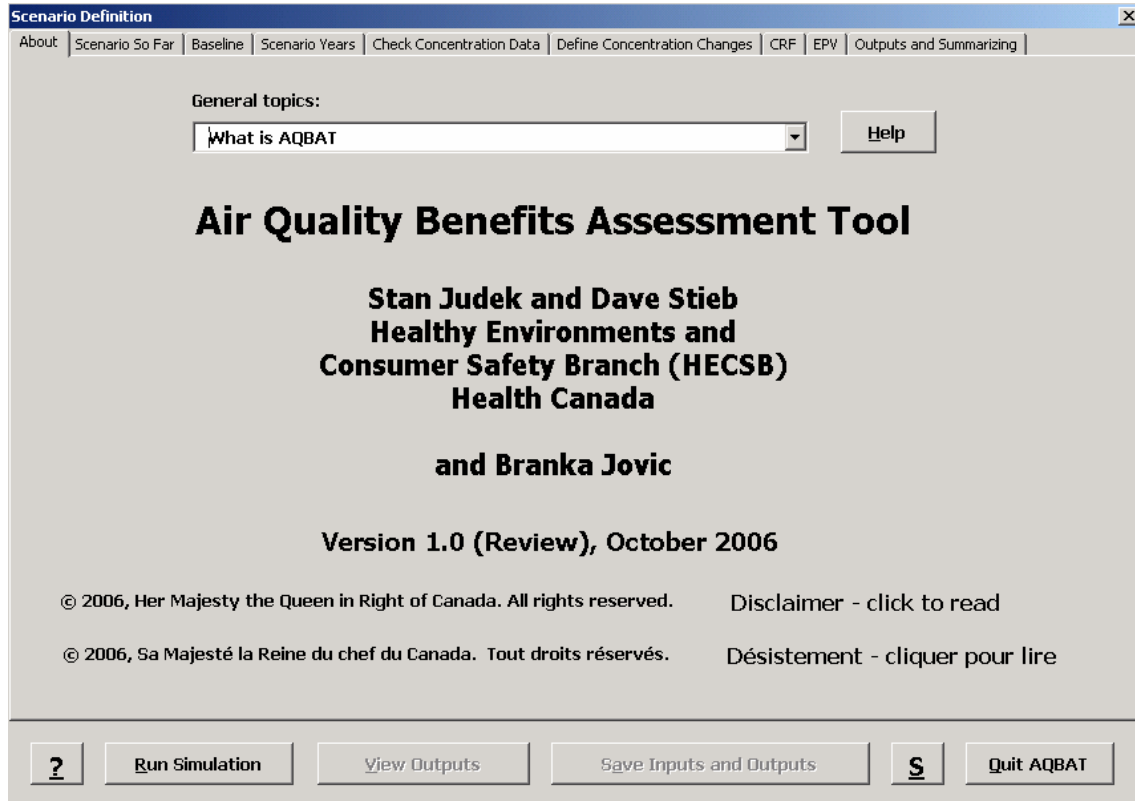 Scenario Definition
About Scenario So Far Baseline Scenario Years Check Concentration Data Define Concentration Changes CRF EPV Outputs and Summarizing
General topics:
What is AQBAT
Help
Air Quality Benefits Assessment Tool
Stan Judek and Dave Stieb
Healthy Environments and
Consumer Safety Branch (HECSB)
Health Canada
and Branka Jovic
Version 1.0 (Review), October 2006
© 2006, Her Majesty the Queen in Right of Canada. All rights reserved. Disclaimer - click to read
© 2006, Sa Majesté la Reine du chef du Canada. Tout droits réservés. Désistement - cliquer pour lire
? Run Simulation View Outputs Save Inputs and Outputs S Quit AQBAT